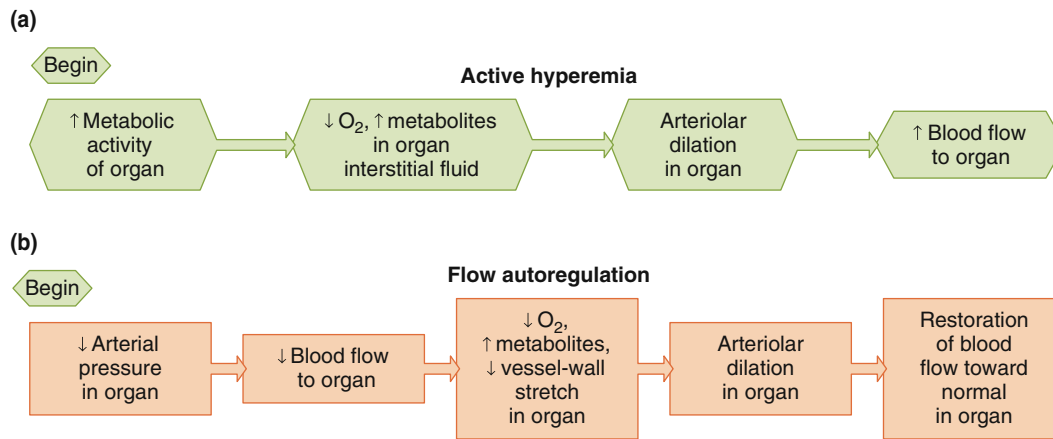 (a)
Begin
Active hyperemia
↑ Metabolic
activity
of organ
↓ O₂, ↑ metabolites
in organ
interstitial fluid
Arteriolar
dilation
in organ
↑ Blood flow
to organ
(b)
Begin
Flow autoregulation
↓ Arterial
pressure
in organ
↓ Blood flow
to organ
↓ O₂,
↑ metabolites,
↓ vessel-wall
stretch
in organ
Arteriolar
dilation
in organ
Restoration
of blood
flow toward
normal
in organ